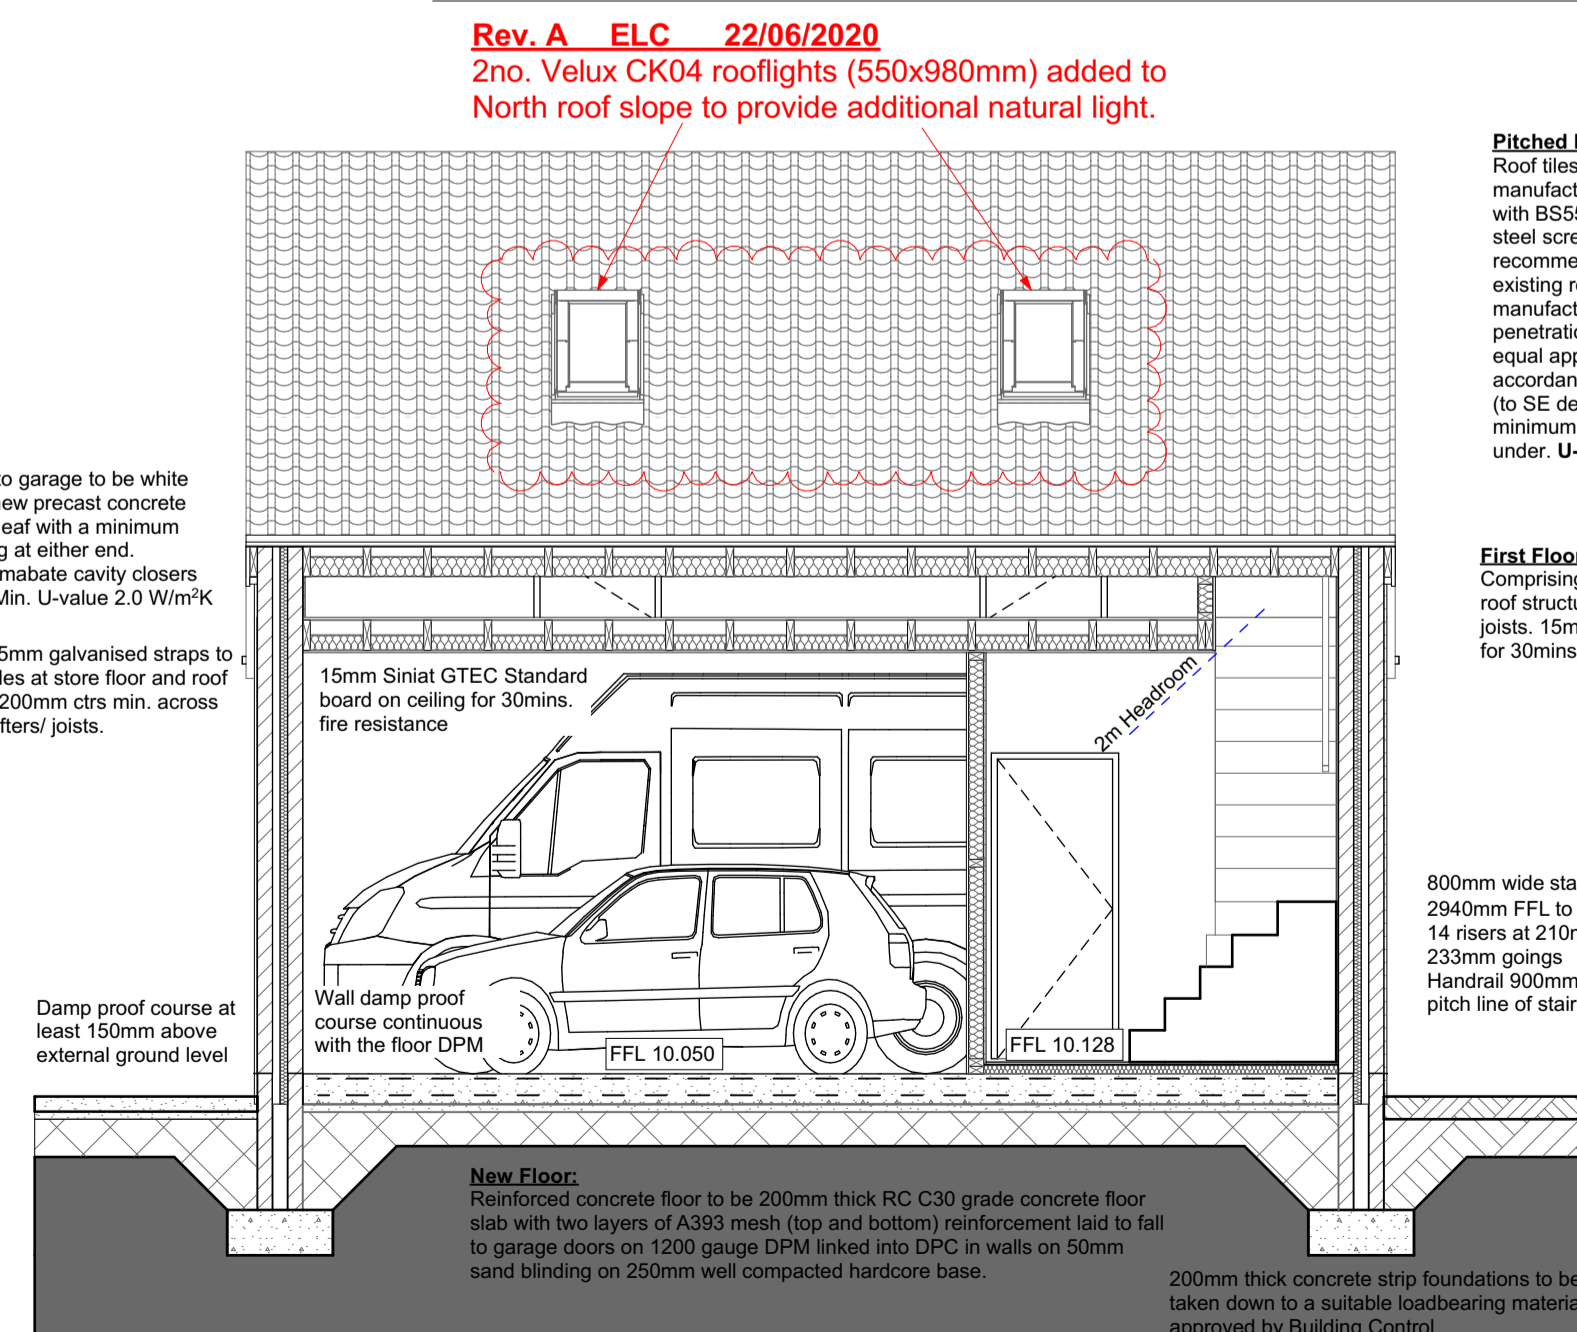 Rev. A ELC 22/06/2020
2no. Velux CK04 rooflights (550x980mm) added to
North roof slope to provide additional natural light.
Pitched
Roof tiles
manufact
with BS55
steel scre
recomme
existing r
manufact
penetratio
equal app
accordan
(to SE de
minimum
under. U-
to garage to be white
new precast concrete
leaf with a minimum
g at either end.
mabate cavity closers
Min. U-value 2.0 W/m²K
5mm galvanised straps to
les at store floor and roof
200mm ctrs min. across
fters/ joists.
First Floor
Comprising
roof structu
joists. 15m
for 30mins
15mm Siniat GTEC Standard
board on ceiling for 30mins.
fire resistance
2m Headroom
800mm wide sta
2940mm FFL to
14 risers at 210m
233mm goings
Handrail 900mm
pitch line of stair
Damp proof course at
least 150mm above
external ground level
Wall damp proof
course continuous
with the floor DPM
FFL 10.050
FFL 10.128
New Floor:
Reinforced concrete floor to be 200mm thick RC C30 grade concrete floor
slab with two layers of A393 mesh (top and bottom) reinforcement laid to fall
to garage doors on 1200 gauge DPM linked into DPC in walls on 50mm
sand blinding on 250mm well compacted hardcore base.
200mm thick concrete strip foundations to be
taken down to a suitable loadbearing materia
approved by Building Control